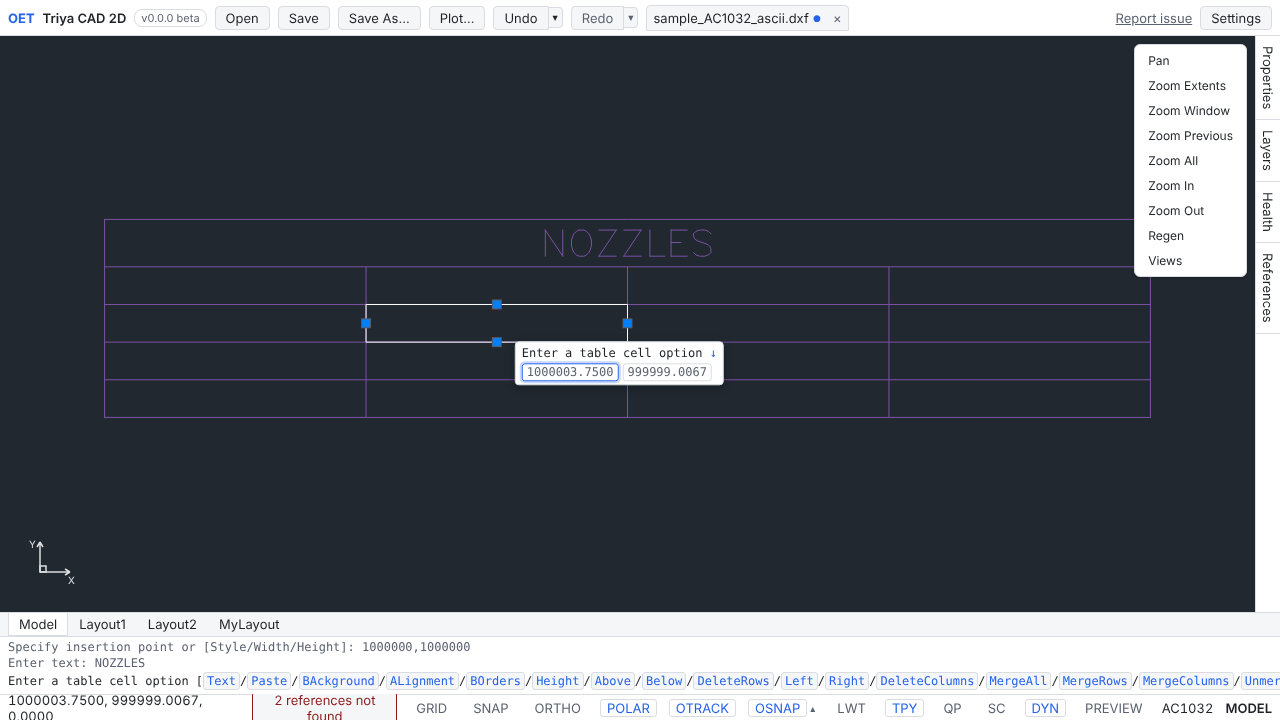 OET Triya CAD 2D v0.0.0 beta Open Save Save As... Plot... Undo ▾ Redo ▾ sample_AC1032_ascii.dxf ● × Report issue Settings
Pan
Zoom Extents
Zoom Window
Zoom Previous
Zoom All
Zoom In
Zoom Out
Regen
Views
Properties
Layers
Health
References
NOZZLES
Enter a table cell option ↓
1000003.7500 999999.0067
Y
X
Model Layout1 Layout2 MyLayout
Specify insertion point or [Style/Width/Height]: 1000000,1000000
Enter text: NOZZLES
Enter a table cell option [Text/Paste/BAckground/ALignment/BOrders/Height/Above/Below/DeleteRows/Left/Right/DeleteColumns/MergeAll/MergeRows/MergeColumns/Unmer
1000003.7500, 999999.0067,
0.0000
2 references not
found
GRID SNAP ORTHO POLAR OTRACK OSNAP ▴ LWT TPY QP SC DYN PREVIEW AC1032 MODEL